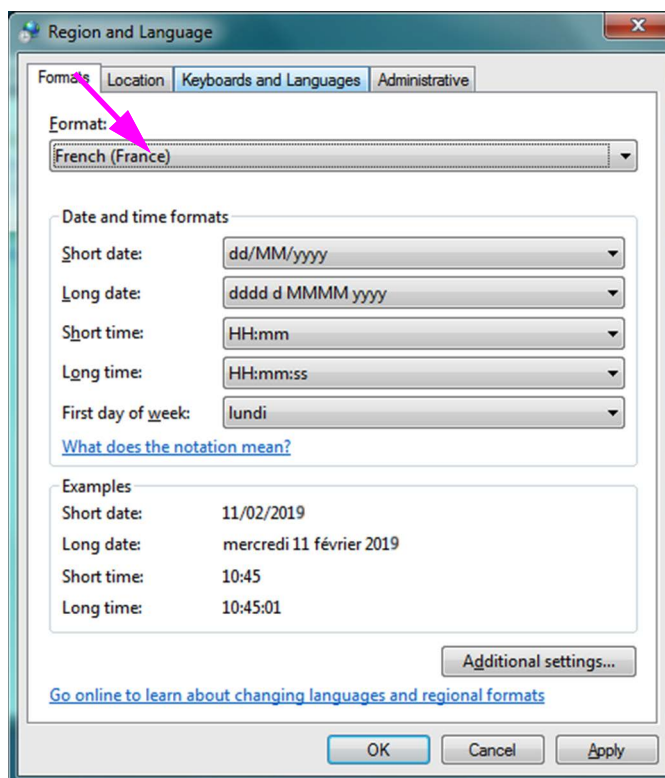 Region and Language
Formats Location Keyboards and Languages Administrative
Format:
French (France)
Date and time formats
Short date: dd/MM/yyyy
Long date: dddd d MMMM yyyy
Short time: HH:mm
Long time: HH:mm:ss
First day of week: lundi
What does the notation mean?
Examples
Short date: 11/02/2019
Long date: mercredi 11 février 2019
Short time: 10:45
Long time: 10:45:01
Additional settings...
Go online to learn about changing languages and regional formats
OK Cancel Apply